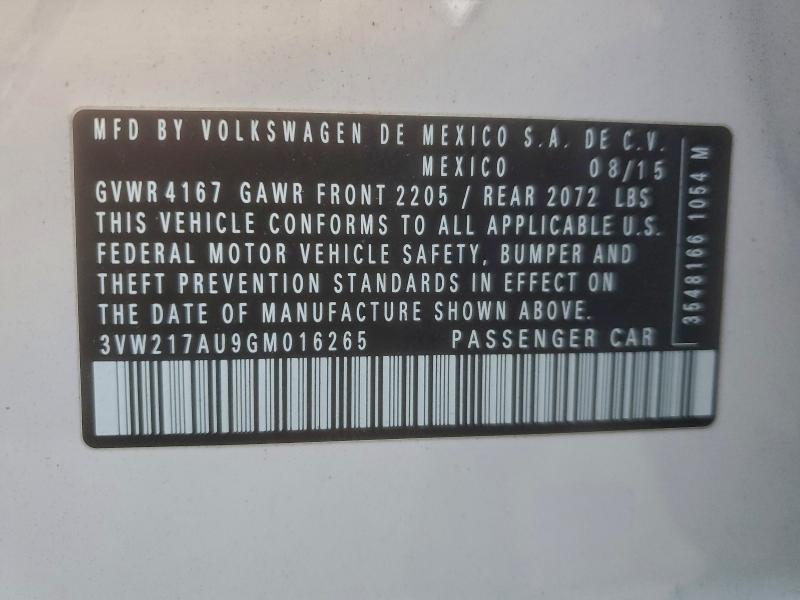 MFD BY VOLKSWAGEN DE MEXICO S.A. DE C.V.
MEXICO 08/15
GVWR 4167 GAWR FRONT 2205 / REAR 2072 LBS
THIS VEHICLE CONFORMS TO ALL APPLICABLE U.S.
FEDERAL MOTOR VEHICLE SAFETY, BUMPER AND
THEFT PREVENTION STANDARDS IN EFFECT ON
THE DATE OF MANUFACTURE SHOWN ABOVE.
3VW217AU9GM016265 PASSENGER CAR
3548166 1054 M